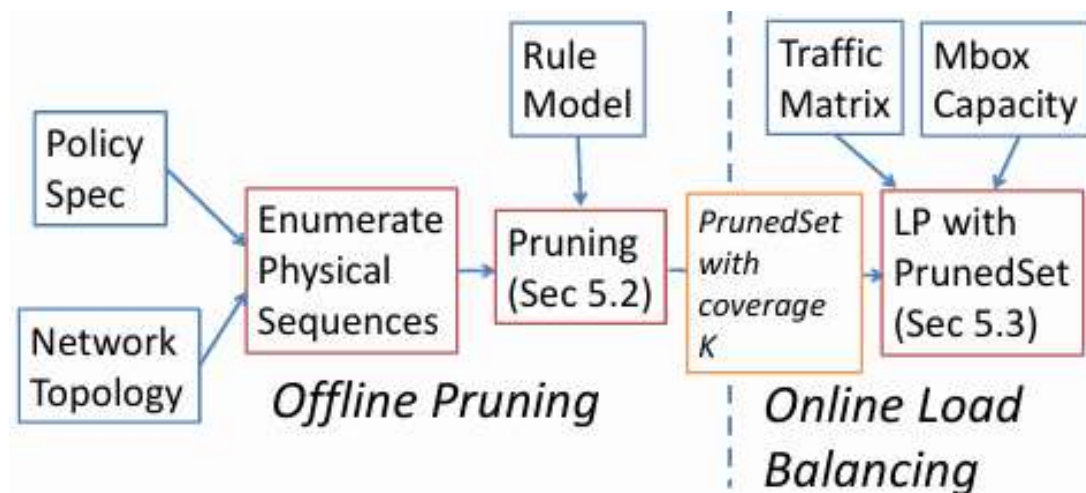 Policy
Spec
Network
Topology
Enumerate
Physical
Sequences
Rule
Model
Pruning
(Sec 5.2)
PrunedSet
with
coverage
K
Traffic
Matrix
Mbox
Capacity
LP with
PrunedSet
(Sec 5.3)
Offline Pruning
Online Load
Balancing